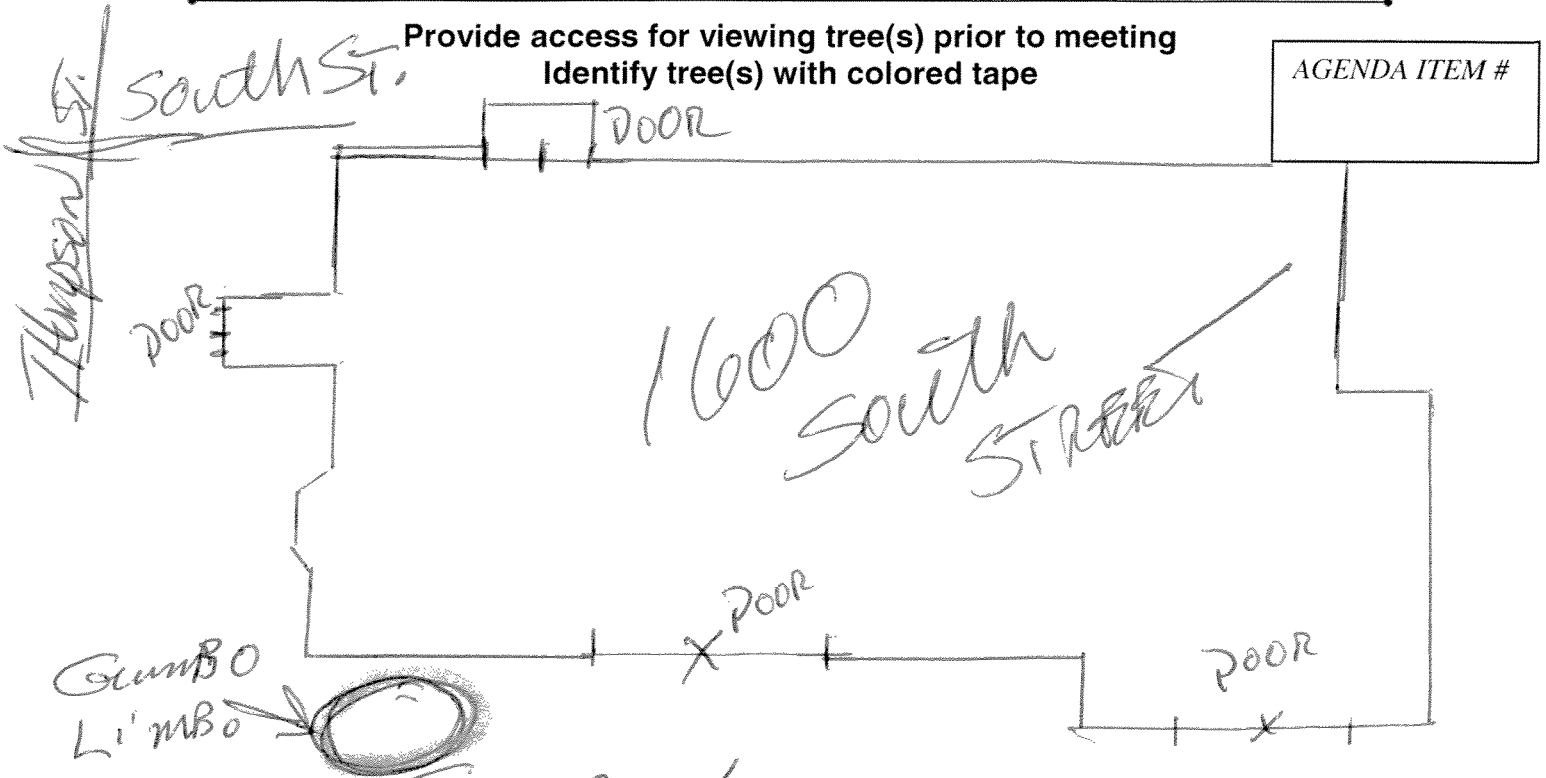 Provide access for viewing tree(s) prior to meeting
Identify tree(s) with colored tape
AGENDA ITEM #
South St.
Thompson St.
DOOR
DOOR
1600
South
STREET
DOOR
DOOR
GumBO
LimBo